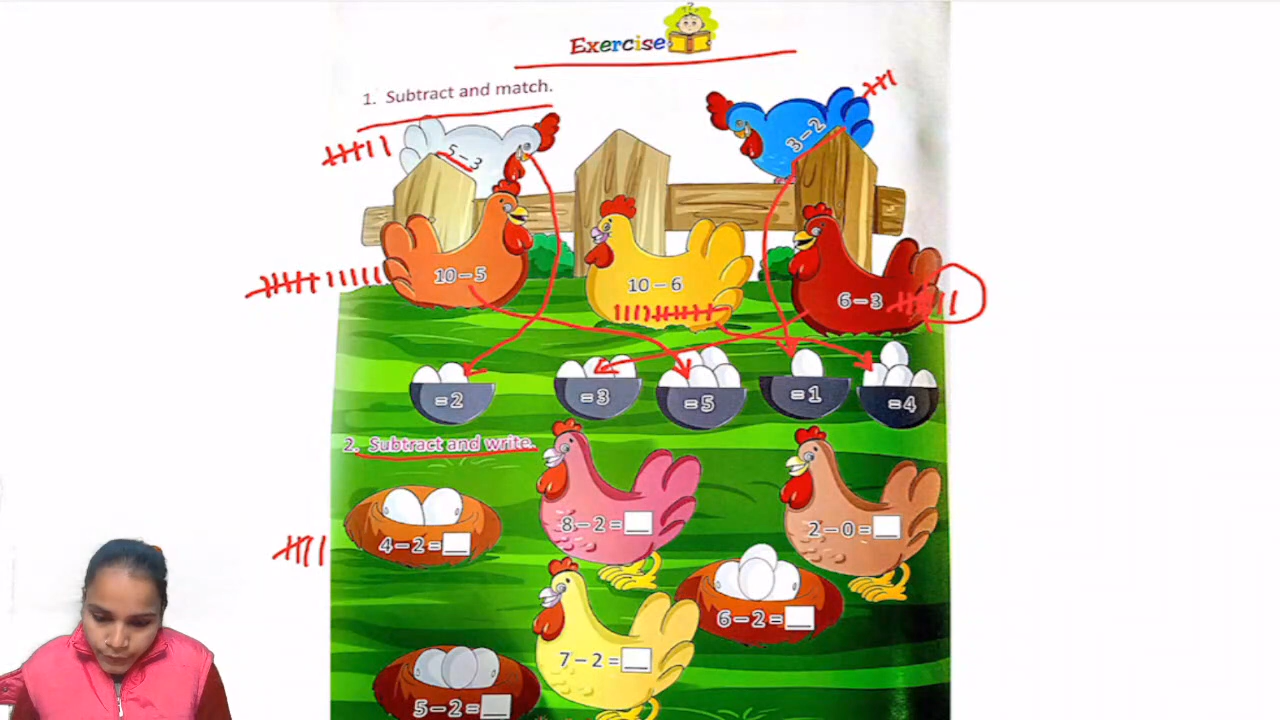 Exercise
1. Subtract and match.
5 – 3
3 – 2
10 – 5
10 – 6
6 – 3
= 2
= 3
= 5
= 1
= 4
2. Subtract and write.
8 – 2 =
2 – 0 =
4 – 2 =
6 – 2 =
7 – 2 =
5 – 2 =